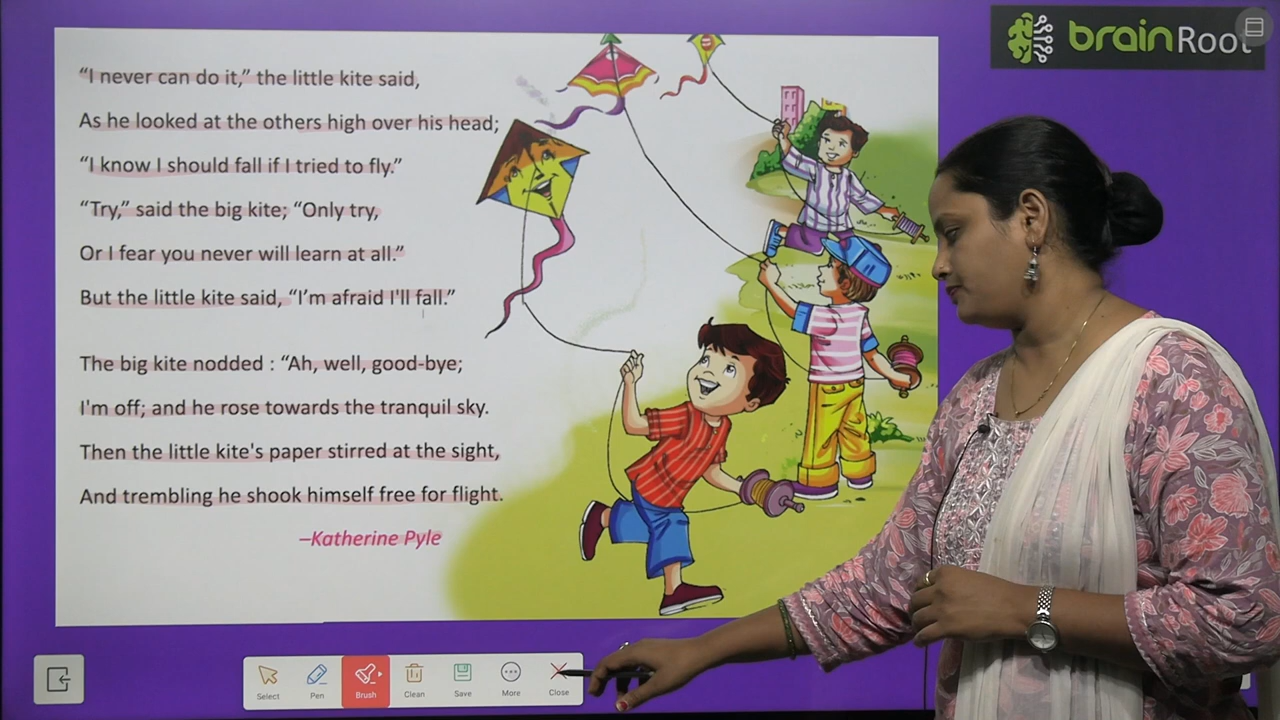 brainRoot
"I never can do it," the little kite said,
As he looked at the others high over his head;
"I know I should fall if I tried to fly."
"Try," said the big kite; "Only try,
Or I fear you never will learn at all."
But the little kite said, "I'm afraid I'll fall."
The big kite nodded : "Ah, well, good-bye;
I'm off; and he rose towards the tranquil sky.
Then the little kite's paper stirred at the sight,
And trembling he shook himself free for flight.
–Katherine Pyle
Select Pen Brush Clean Save More Close